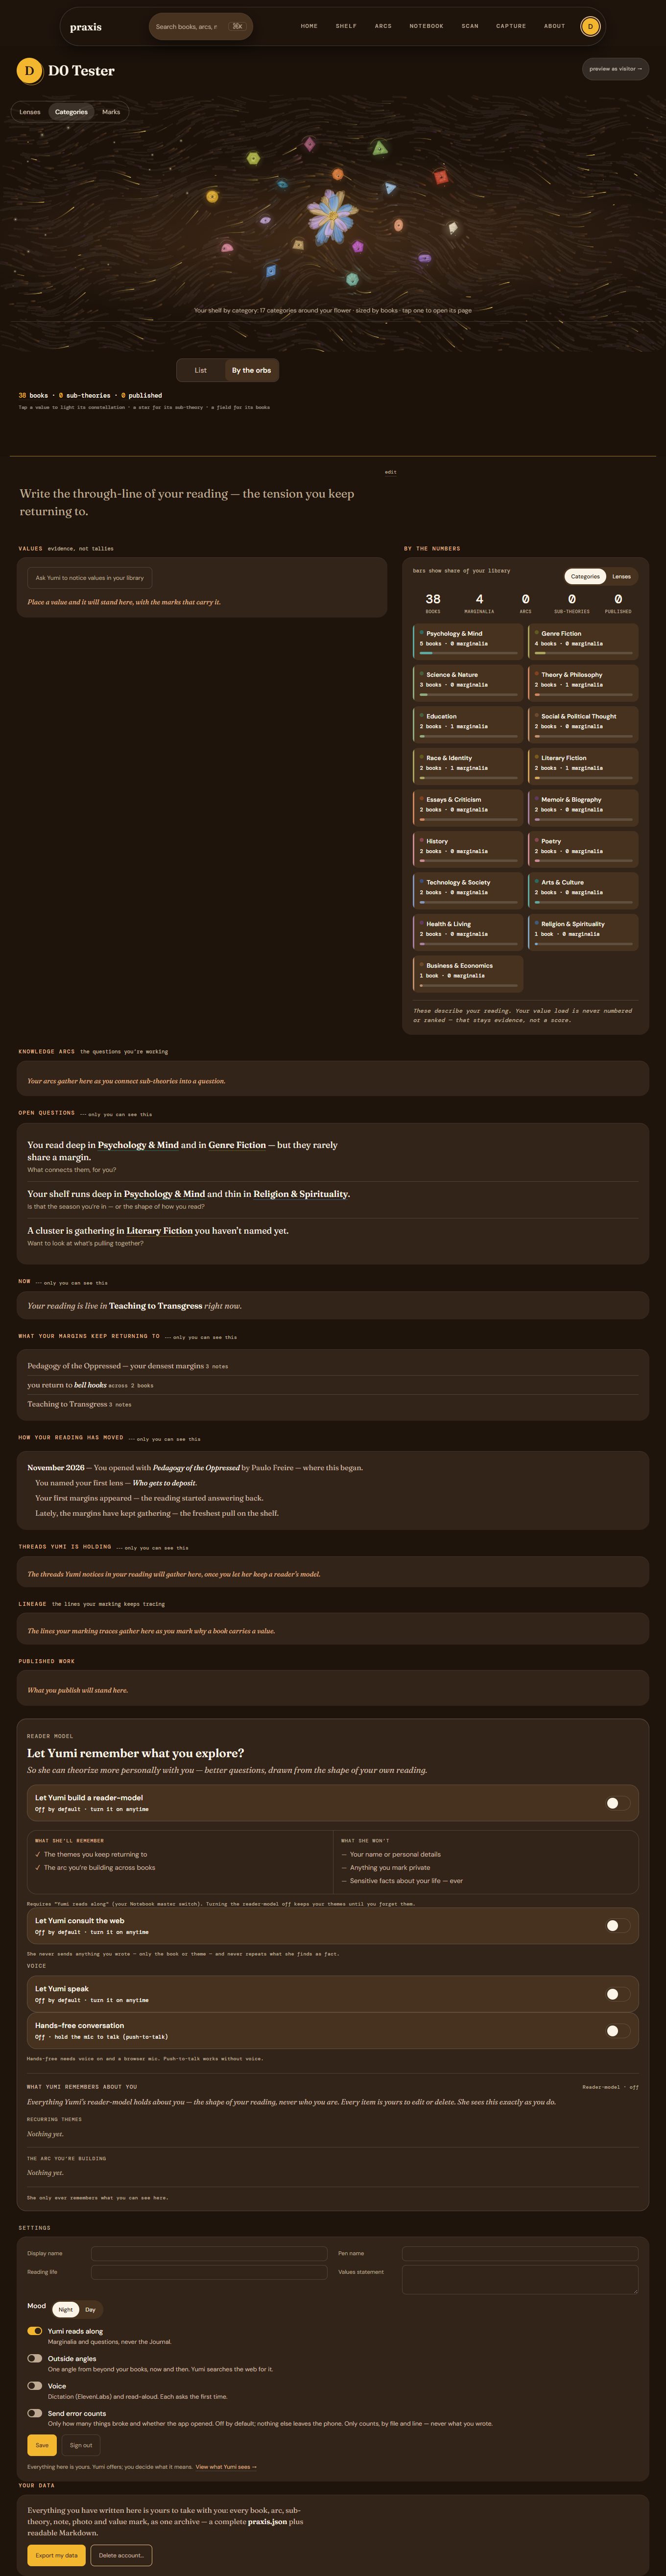 praxis
Search books, arcs, r
⌘K
HOME
SHELF
ARCS
NOTEBOOK
SCAN
CAPTURE
ABOUT
D
D
D0 Tester
preview as visitor →
Lenses
Categories
Marks
Your shelf by category: 17 categories around your flower · sized by books · tap one to open its page
List
By the orbs
38 books · 0 sub-theories · 0 published
Tap a value to light its constellation · a star for its sub-theory · a field for its books
edit
Write the through-line of your reading — the tension you keep
returning to.
VALUES evidence, not tallies
Ask Yumi to notice values in your library
Place a value and it will stand here, with the marks that carry it.
BY THE NUMBERS
bars show share of your library
Categories
Lenses
38
BOOKS
4
MARGINALIA
0
ARCS
0
SUB-THEORIES
0
PUBLISHED
Psychology & Mind
5 books · 0 marginalia
Genre Fiction
4 books · 0 marginalia
Science & Nature
3 books · 0 marginalia
Theory & Philosophy
2 books · 1 marginalia
Education
2 books · 1 marginalia
Social & Political Thought
2 books · 0 marginalia
Race & Identity
2 books · 1 marginalia
Literary Fiction
2 books · 1 marginalia
Essays & Criticism
2 books · 0 marginalia
Memoir & Biography
2 books · 0 marginalia
History
2 books · 0 marginalia
Poetry
2 books · 0 marginalia
Technology & Society
2 books · 0 marginalia
Arts & Culture
2 books · 0 marginalia
Health & Living
2 books · 0 marginalia
Religion & Spirituality
1 book · 0 marginalia
Business & Economics
1 book · 0 marginalia
These describe your reading. Your value load is never numbered
or ranked — that stays evidence, not a score.
KNOWLEDGE ARCS the questions you're working
Your arcs gather here as you connect sub-theories into a question.
OPEN QUESTIONS — only you can see this
You read deep in Psychology & Mind and in Genre Fiction — but they rarely
share a margin.
What connects them, for you?
Your shelf runs deep in Psychology & Mind and thin in Religion & Spirituality.
Is that the season you're in — or the shape of how you read?
A cluster is gathering in Literary Fiction you haven't named yet.
Want to look at what's pulling together?
NOW — only you can see this
Your reading is live in Teaching to Transgress right now.
WHAT YOUR MARGINS KEEP RETURNING TO — only you can see this
Pedagogy of the Oppressed — your densest margins 3 notes
you return to bell hooks across 2 books
Teaching to Transgress 3 notes
HOW YOUR READING HAS MOVED — only you can see this
November 2026 — You opened with Pedagogy of the Oppressed by Paulo Freire — where this began.
You named your first lens — Who gets to deposit.
Your first margins appeared — the reading started answering back.
Lately, the margins have kept gathering — the freshest pull on the shelf.
THREADS YUMI IS HOLDING — only you can see this
The threads Yumi notices in your reading will gather here, once you let her keep a reader's model.
LINEAGE the lines your marking keeps tracing
The lines your marking traces gather here as you mark why a book carries a value.
PUBLISHED WORK
What you publish will stand here.
READER MODEL
Let Yumi remember what you explore?
So she can theorize more personally with you — better questions, drawn from the shape of your own reading.
Let Yumi build a reader-model
Off by default · turn it on anytime
WHAT SHE'LL REMEMBER
✓ The themes you keep returning to
✓ The arc you're building across books
WHAT SHE WON'T
— Your name or personal details
— Anything you mark private
— Sensitive facts about your life — ever
Requires "Yumi reads along" (your Notebook master switch). Turning the reader-model off keeps your themes until you forget them.
Let Yumi consult the web
Off by default · turn it on anytime
She never sends anything you wrote — only the book or theme — and never repeats what she finds as fact.
VOICE
Let Yumi speak
Off by default · turn it on anytime
Hands-free conversation
Off · hold the mic to talk (push-to-talk)
Hands-free needs voice on and a browser mic. Push-to-talk works without voice.
WHAT YUMI REMEMBERS ABOUT YOU
Reader-model · off
Everything Yumi's reader-model holds about you — the shape of your reading, never who you are. Every item is yours to edit or delete. She sees this exactly as you do.
RECURRING THEMES
Nothing yet.
THE ARC YOU'RE BUILDING
Nothing yet.
She only ever remembers what you can see here.
SETTINGS
Display name
Pen name
Reading life
Values statement
Mood
Night
Day
Yumi reads along
Marginalia and questions, never the Journal.
Outside angles
One angle from beyond your books, now and then. Yumi searches the web for it.
Voice
Dictation (ElevenLabs) and read-aloud. Each asks the first time.
Send error counts
Only how many things broke and whether the app opened. Off by default; nothing else leaves the phone. Only counts, by file and line — never what you wrote.
Save
Sign out
Everything here is yours. Yumi offers; you decide what it means. View what Yumi sees →
YOUR DATA
Everything you have written here is yours to take with you: every book, arc, sub-
theory, note, photo and value mark, as one archive — a complete praxis.json plus
readable Markdown.
Export my data
Delete account…